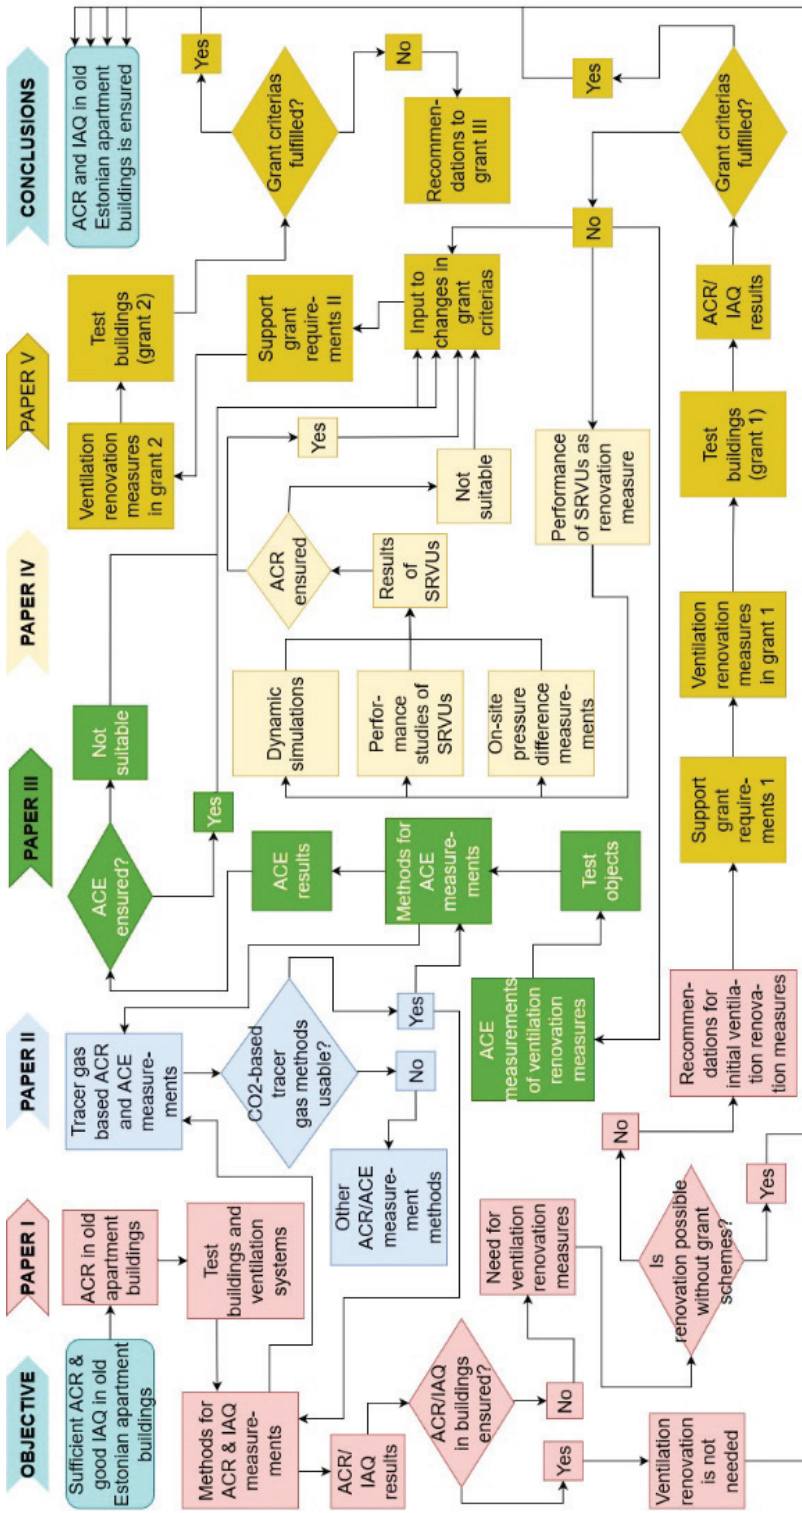 OBJECTIVE
PAPER I
PAPER II
PAPER III
PAPER IV
PAPER V
CONCLUSIONS
Sufficient ACR &
good IAQ in old
Estonian apartment
buildings
ACR in old
apartment
buildings
Test
buildings and
ventilation
systems
Methods for
ACR & IAQ
measure-
ments
ACR/
IAQ
results
ACR/IAQ
in buildings
ensured?
Yes
No
Ventilation
renovation
is not
needed
Need for
ventilation
renovation
measures
Is
renovation possible
without grant
schemes?
Yes
No
Recommen-
dations for
initial ventila-
tion renova-
tion measures
Tracer gas
based ACR
and ACE
measure-
ments
CO2-based
tracer
gas methods
usable?
Yes
No
Other
ACR/ACE
measure-
ment
methods
ACE
measurements
of ventilation
renovation
measures
Test
objects
Methods for
ACE
measure-
ments
ACE
results
ACE
ensured?
Yes
Not
suitable
Dynamic
simulations
Perfor-
mance
studies of
SRVUs
On-site
pressure
difference
measure-
ments
Results
of
SRVUs
ACR
ensured
Yes
Not
suitable
Performance
of SRVUs as
renovation
measure
Support
grant
require-
ments 1
Ventilation
renovation
measures
in grant 1
Test
buildings
(grant 1)
ACR/
IAQ
results
Grant criterias
fulfilled?
Yes
No
Input to
changes in
grant
criterias
Support
grant
require-
ments II
Ventilation
renovation
measures
in grant 2
Test
buildings
(grant 2)
Grant criterias
fulfilled?
Yes
No
Recommen-
dations to
grant III
ACR and IAQ in old
Estonian apartment
buildings is ensured